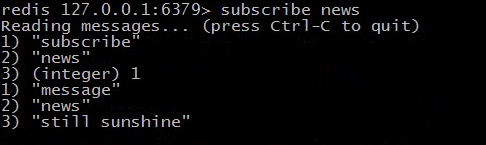 redis 127.0.0.1:6379> subscribe news
Reading messages... (press Ctrl-C to quit)
1) "subscribe"
2) "news"
3) (integer) 1
1) "message"
2) "news"
3) "still sunshine"